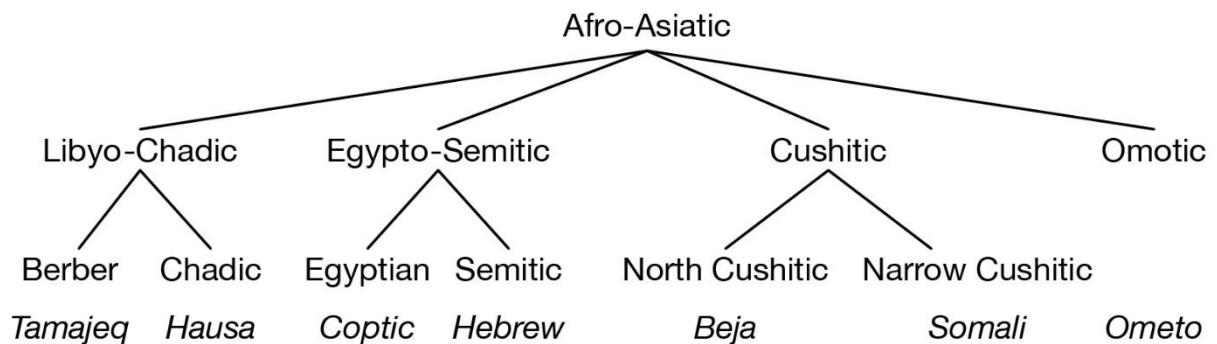 Afro-Asiatic
Libyo-Chadic Egypto-Semitic Cushitic Omotic
Berber Chadic Egyptian Semitic North Cushitic Narrow Cushitic
Tamajeq Hausa Coptic Hebrew Beja Somali Ometo